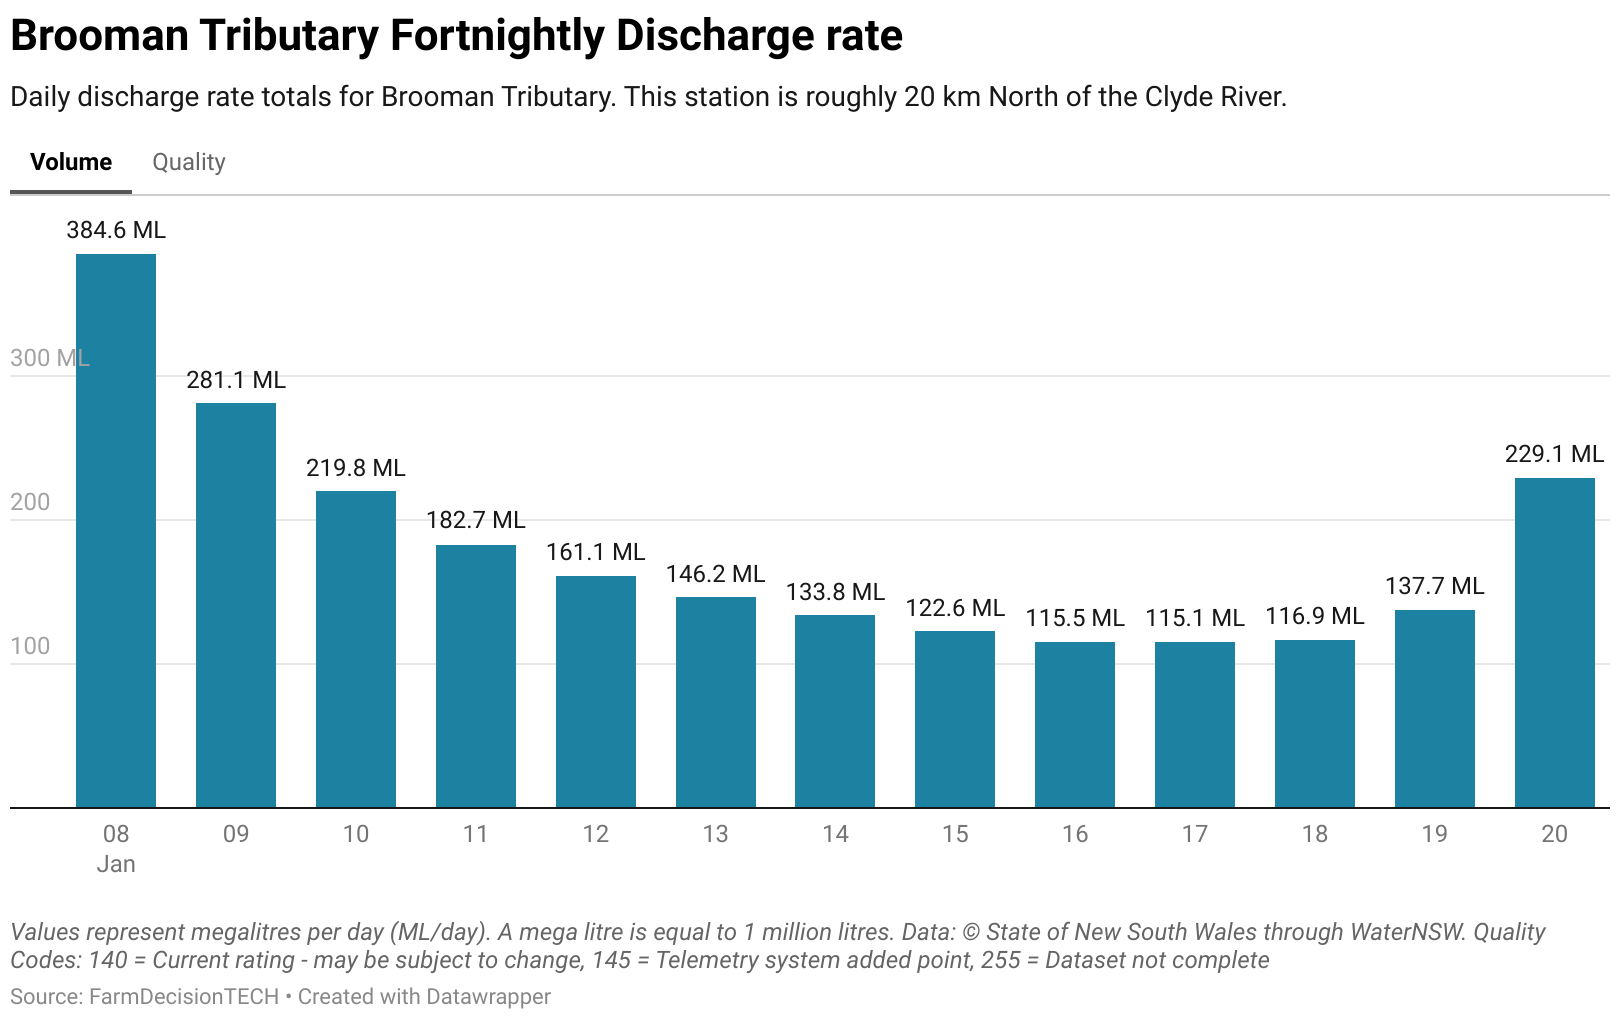 Brooman Tributary Fortnightly Discharge rate
Daily discharge rate totals for Brooman Tributary. This station is roughly 20 km North of the Clyde River.
Volume Quality
384.6 ML
300 ML
281.1 ML
219.8 ML
229.1 ML
200
182.7 ML
161.1 ML
146.2 ML
133.8 ML
122.6 ML
115.5 ML
115.1 ML
116.9 ML
137.7 ML
100
08 09 10 11 12 13 14 15 16 17 18 19 20
Jan
Values represent megalitres per day (ML/day). A mega litre is equal to 1 million litres. Data: © State of New South Wales through WaterNSW. Quality
Codes: 140 = Current rating - may be subject to change, 145 = Telemetry system added point, 255 = Dataset not complete
Source: FarmDecisionTECH • Created with Datawrapper